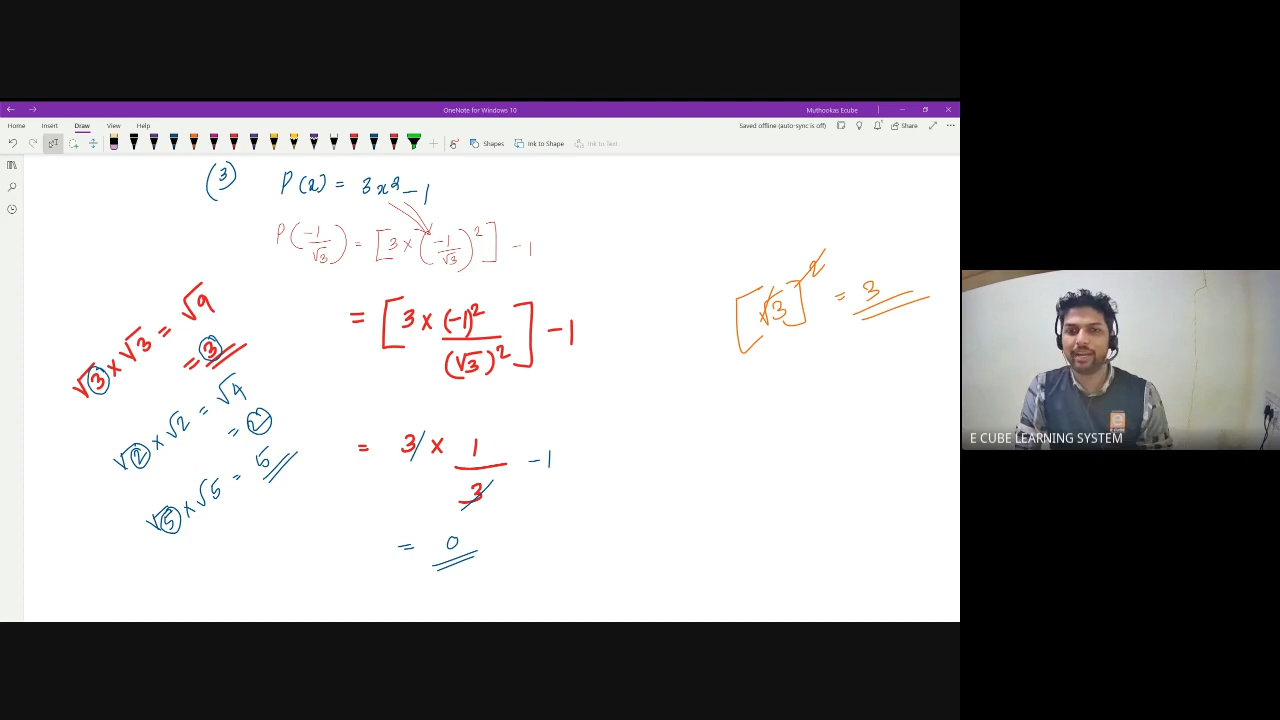 OneNote for Windows 10
Muthookas Ecube
Home Insert Draw View Help
Saved offline (auto-sync is off)
Share
Shapes
Ink to Shape
Ink to Text
(3) P(x) = 3x² - 1
P(-1/√3) = [3 × (-1/√3)²] - 1
= [3 × (-1)²/(√3)²] - 1
= 3 × 1/3 - 1
= 0
√3 × √3 = √9
= 3
√2 × √2 = √4
= 2
√5 × √5 = 5
[√3]² = 3
E CUBE LEARNING SYSTEM